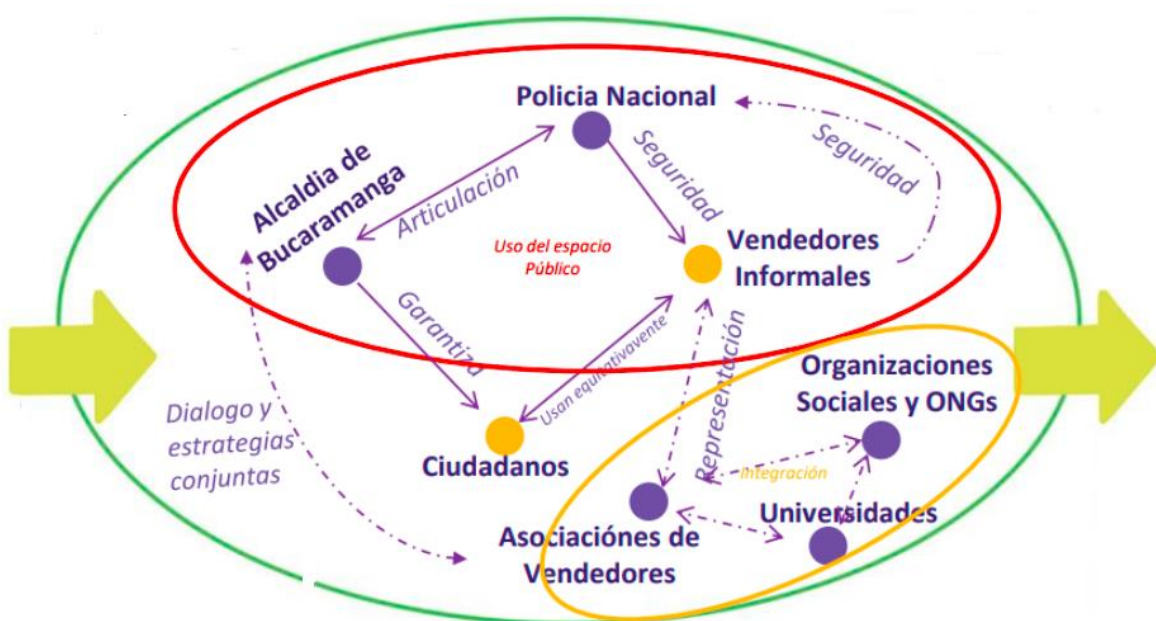 Policia Nacional
Seguridad
Seguridad
Alcaldia de
Bucaramanga
Articulación
Uso del espacio
Público
Vendedores
Informales
Garantiza
Usan equitativavente
Representación
Organizaciones
Sociales y ONGs
Dialogo y
estrategias
conjuntas
Ciudadanos
Integración
Universidades
Asociaciónes de
Vendedores